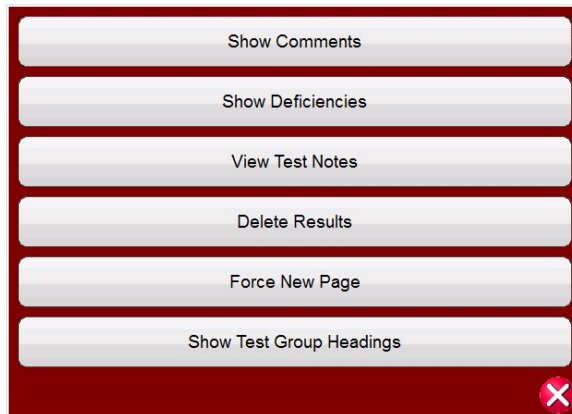 Show Comments
Show Deficiencies
View Test Notes
Delete Results
Force New Page
Show Test Group Headings